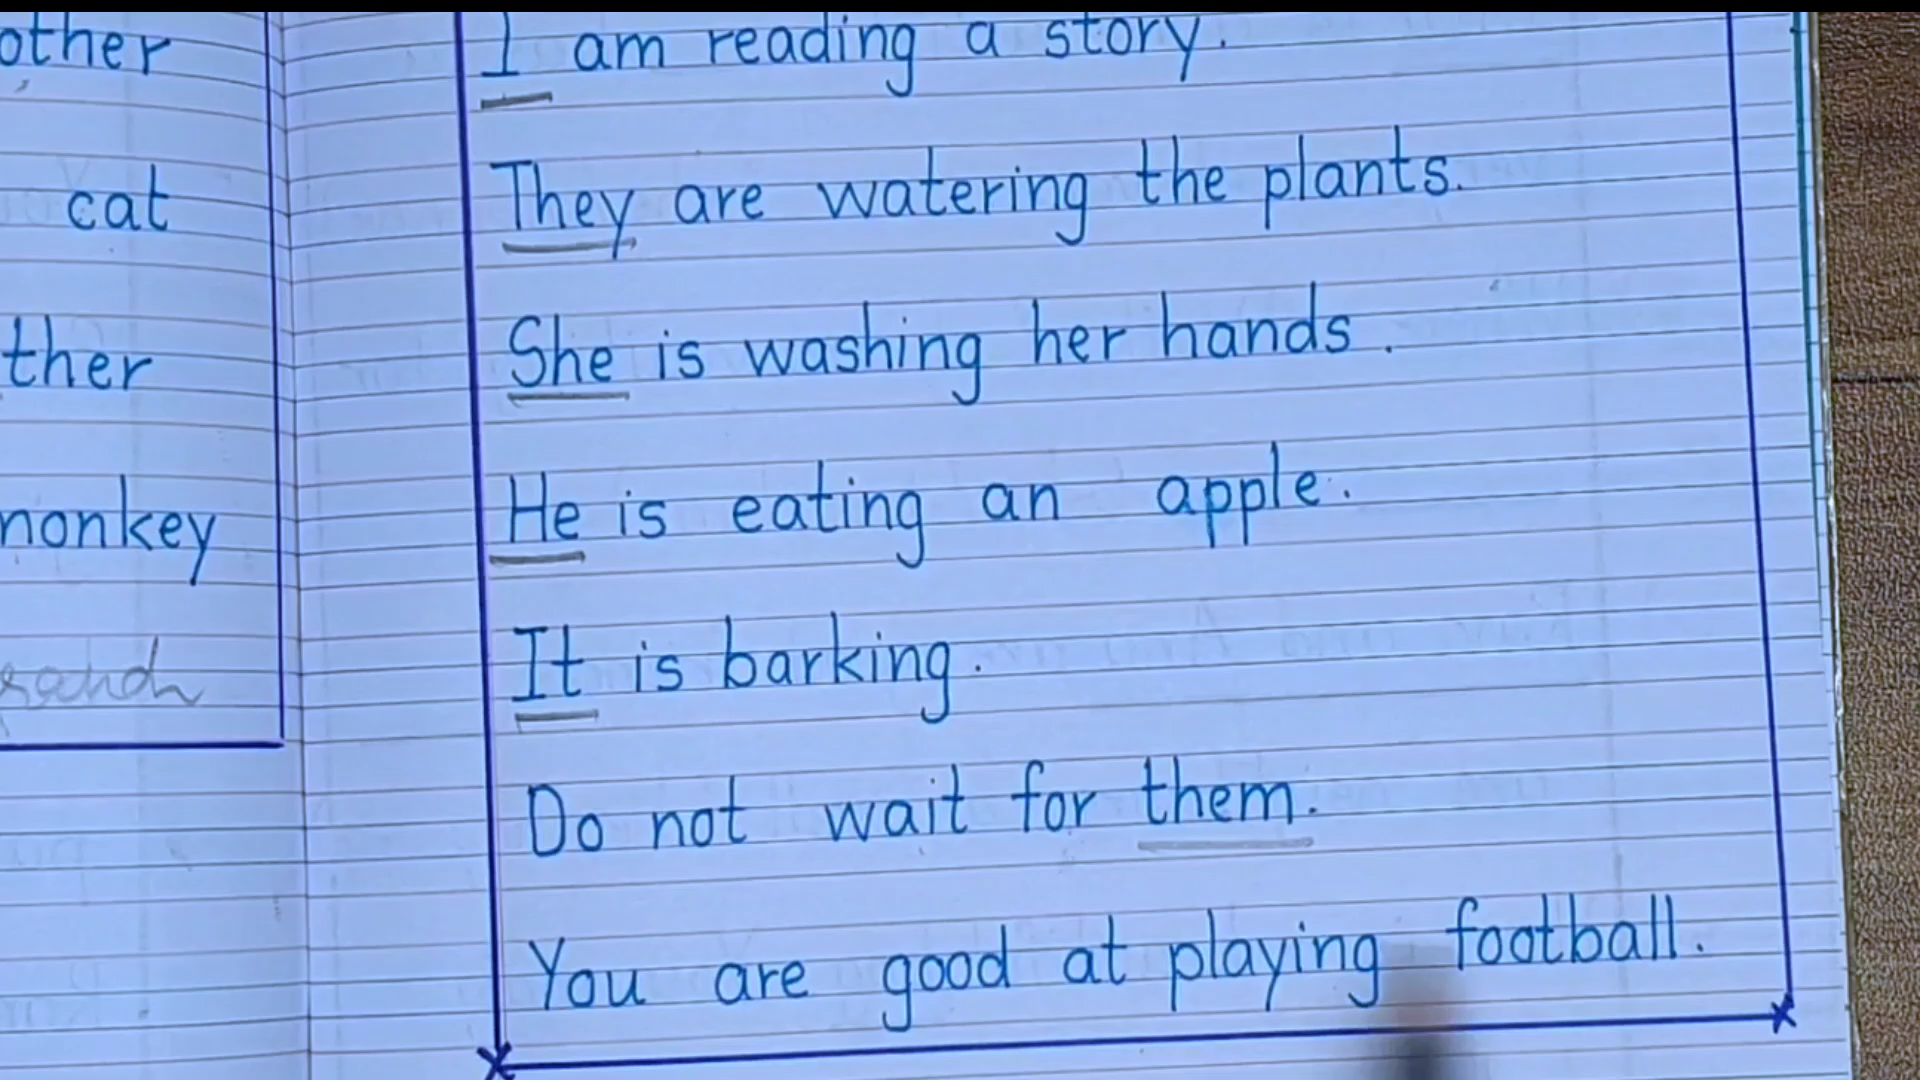 other
cat
ther
monkey
I am reading a story.
They are watering the plants.
She is washing her hands.
He is eating an apple.
It is barking.
Do not wait for them.
You are good at playing football.